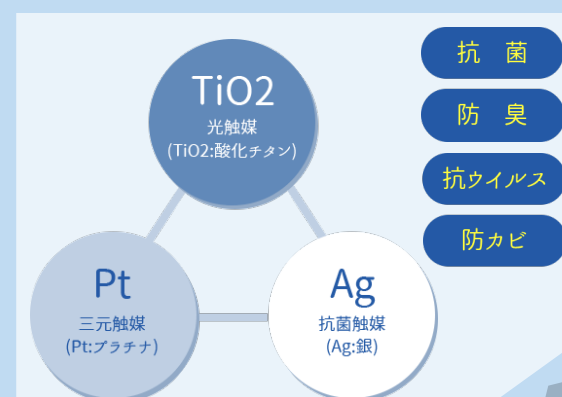 TiO2
光触媒
(TiO2:酸化チタン)
Pt
三元触媒
(Pt:プラチナ)
Ag
抗菌触媒
(Ag:銀)
抗　菌
防　臭
抗ウイルス
防カビ